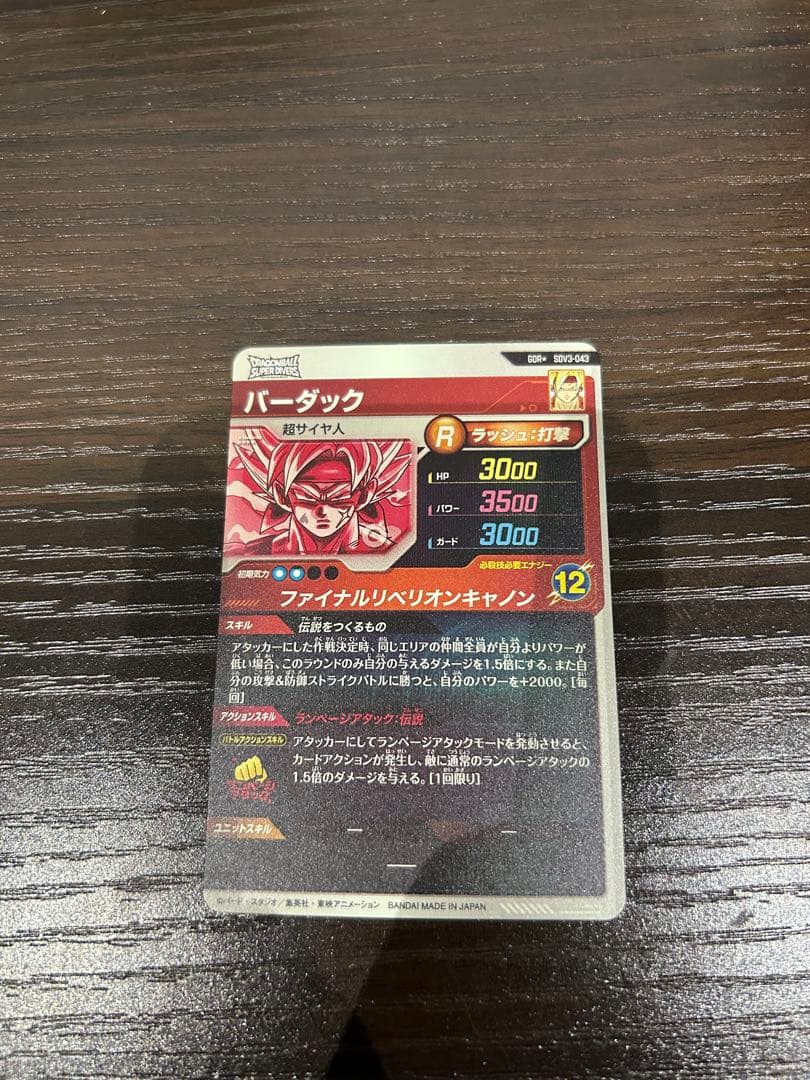 GDR★ SDV3-043
DRAGONBALL
SUPER DIVERS
バーダック
超サイヤ人
R ラッシュ:打撃
HP 3000
パワー 3500
ガード 3000
初期気力
必殺技必要エナジー
12
ファイナルリベリオンキャノン
スキル 伝説をつくるもの
アタッカーにした作戦決定時、同じエリアの仲間全員が自分よりパワーが
低い場合、このラウンドのみ自分の与えるダメージを1.5倍にする。また自
分の攻撃&防御ストライクバトルに勝つと、自分のパワーを+2000。[毎
回]
アクションスキル ランページアタック:伝説
バトルアクションスキル アタッカーにしてランページアタックモードを発動させると、
カードアクションが発生し、敵に通常のランページアタックの
1.5倍のダメージを与える。[1回限り]
ランページ
アタック
ユニットスキル ー ー
ー
©バード・スタジオ/集英社・東映アニメーション BANDAI MADE IN JAPAN